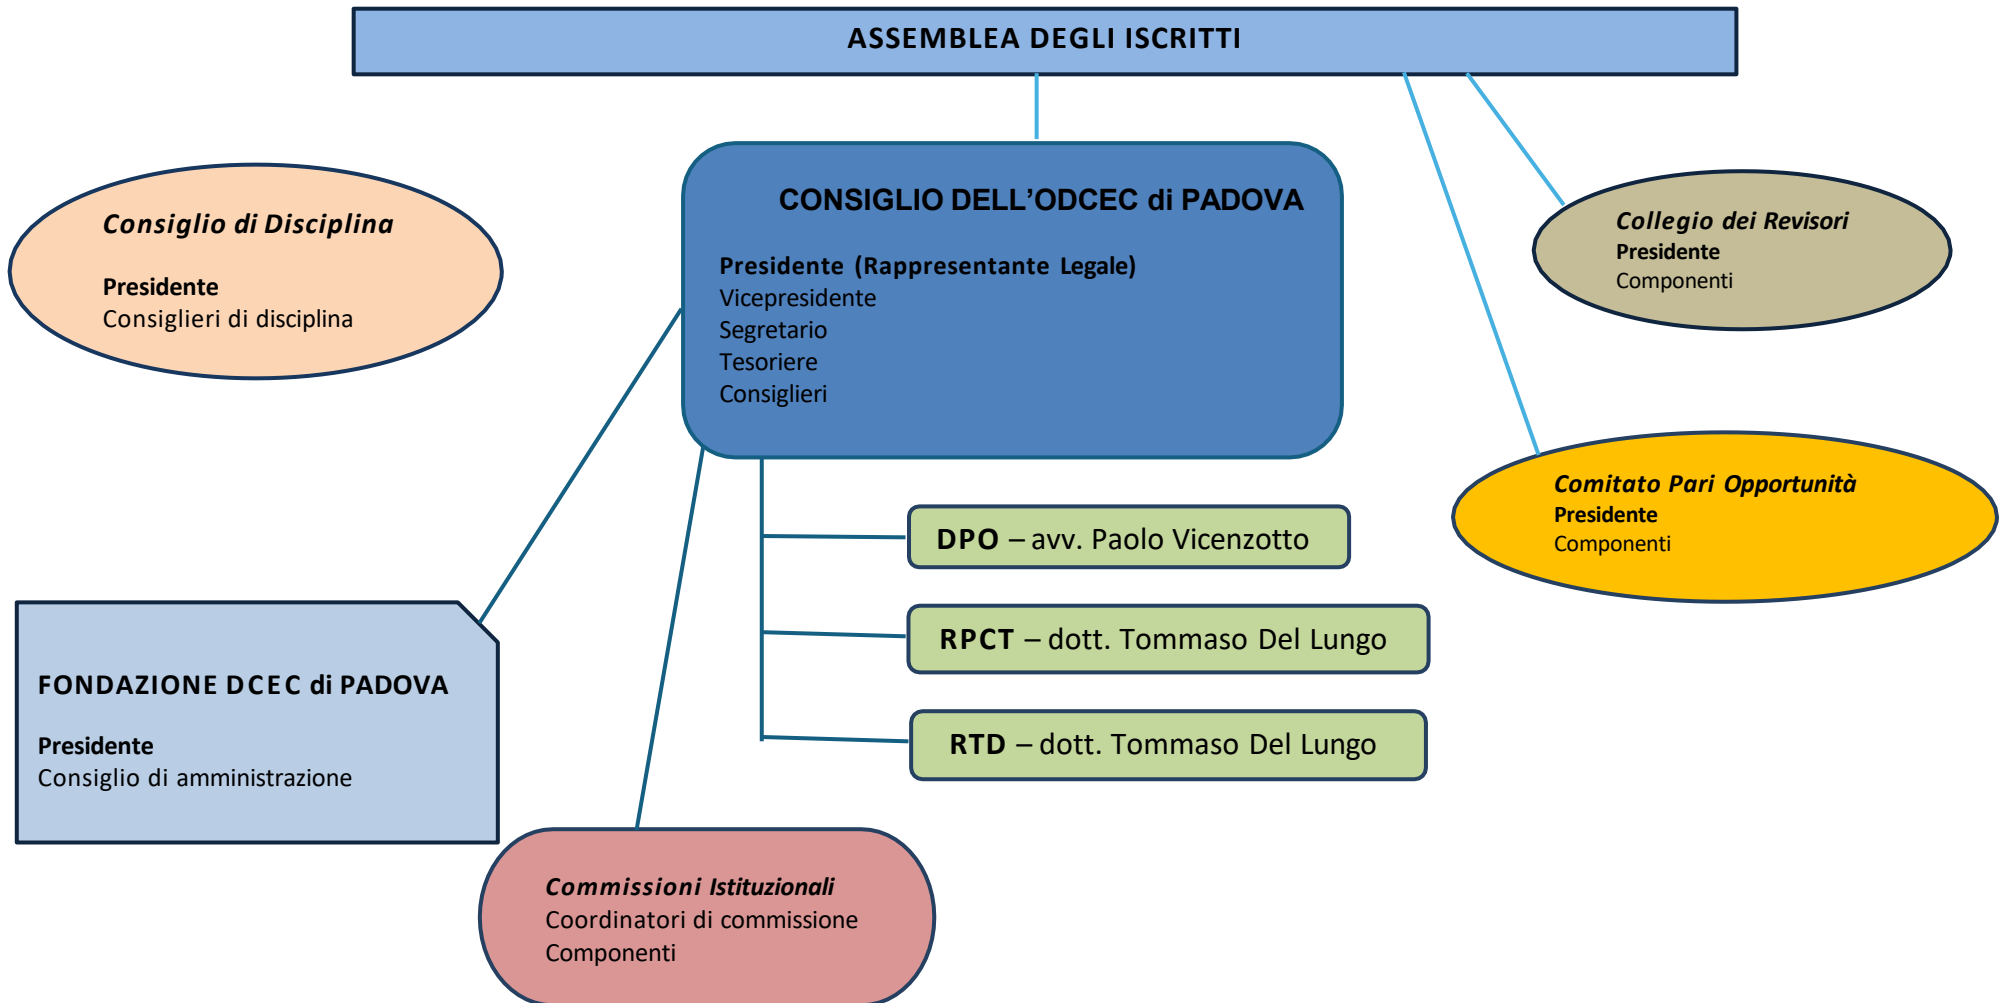 ASSEMBLEA DEGLI ISCRITTI
CONSIGLIO DELL’ODCEC di PADOVA
Presidente (Rappresentante Legale)
Vicepresidente
Segretario
Tesoriere
Consiglieri
Consiglio di Disciplina
Presidente
Consiglieri di disciplina
Collegio dei Revisori
Presidente
Componenti
Comitato Pari Opportunità
Presidente
Componenti
DPO – avv. Paolo Vicenzotto
RPCT – dott. Tommaso Del Lungo
RTD – dott. Tommaso Del Lungo
FONDAZIONE DCEC di PADOVA
Presidente
Consiglio di amministrazione
Commissioni Istituzionali
Coordinatori di commissione
Componenti